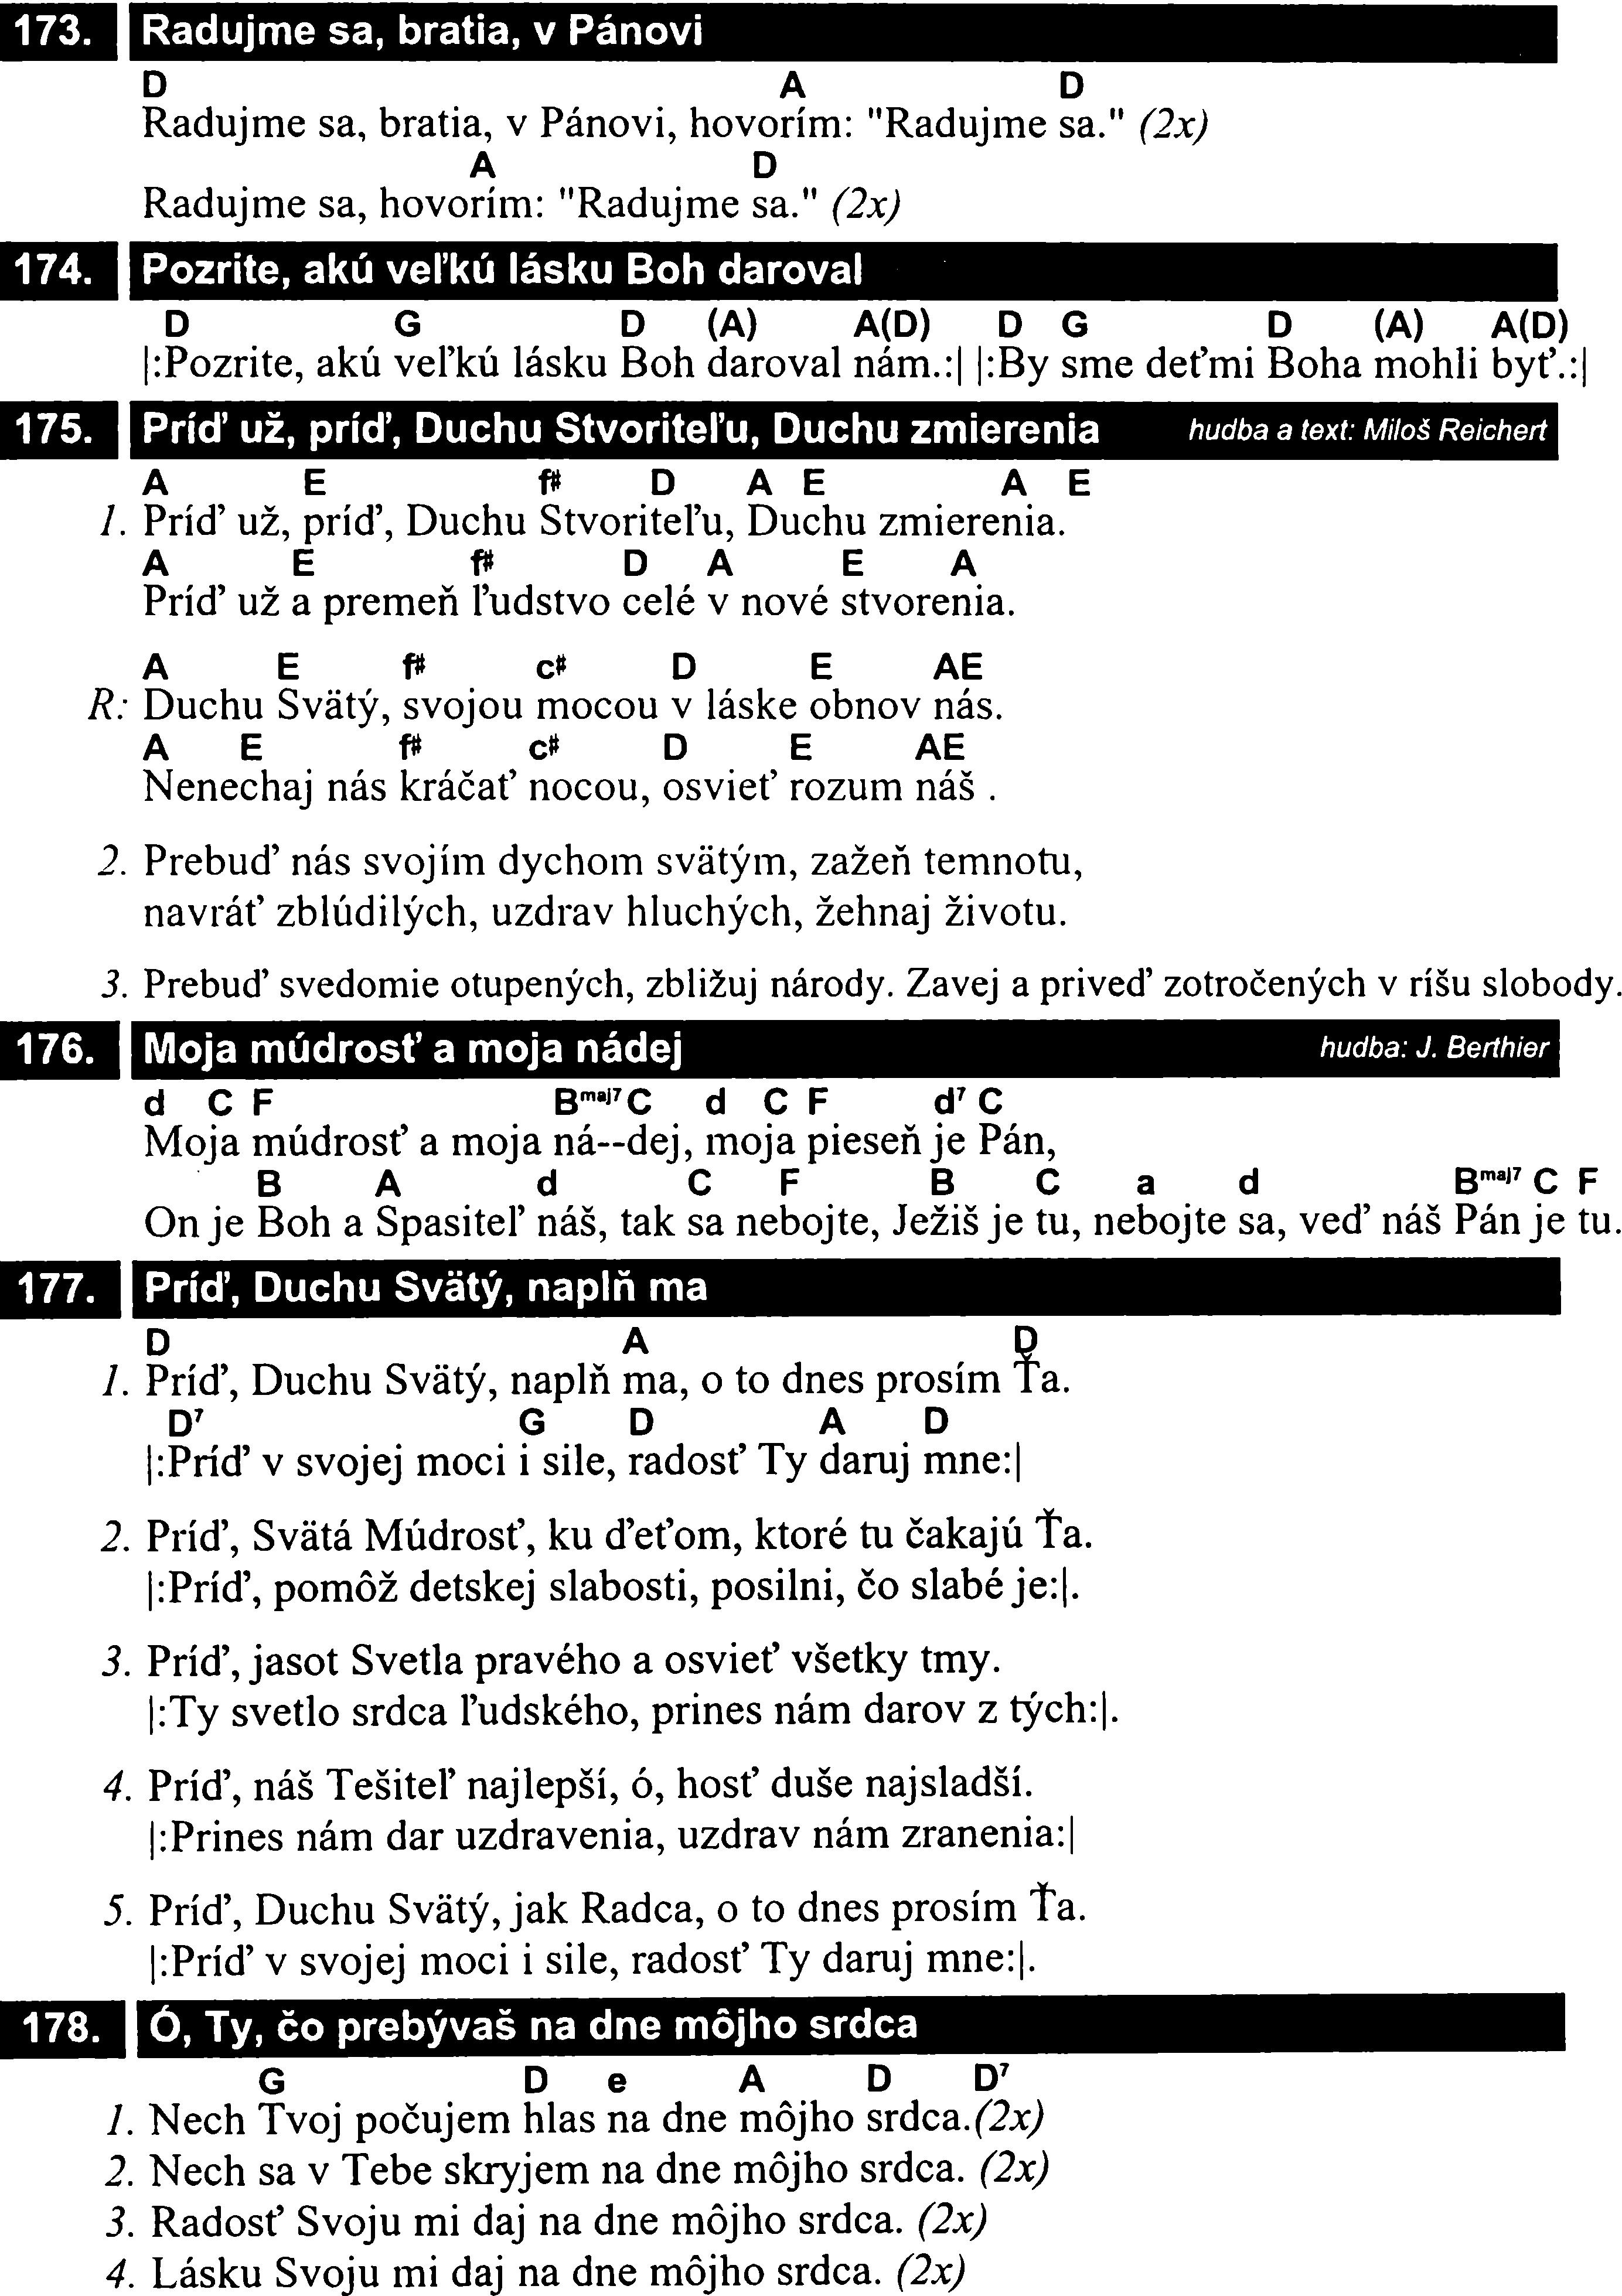 173. Radujme sa, bratia, v Pánovi
D A D
Radujme sa, bratia, v Pánovi, hovorím: "Radujme sa." (2x)
A D
Radujme sa, hovorím: "Radujme sa." (2x)
174. Pozrite, akú veľkú lásku Boh daroval
D G D (A) A(D) D G D (A) A(D)
|:Pozrite, akú veľkú lásku Boh daroval nám.:| |:By sme deťmi Boha mohli byť.:|
175. Príď už, príď, Duchu Stvoriteľu, Duchu zmierenia hudba a text: Miloš Reichert
A E f# D A E A E
1. Príď už, príď, Duchu Stvoriteľu, Duchu zmierenia.
A E f# D A E A
Príď už a premeň ľudstvo celé v nové stvorenia.
A E f# c# D E AE
R: Duchu Svätý, svojou mocou v láske obnov nás.
A E f# c# D E AE
Nenechaj nás kráčať nocou, osvieť rozum náš .
2. Prebuď nás svojím dychom svätým, zažeň temnotu,
navráť zblúdilých, uzdrav hluchých, žehnaj životu.
3. Prebuď svedomie otupených, zbližuj národy. Zavej a priveď zotročených v ríšu slobody.
176. Moja múdrosť a moja nádej hudba: J. Berthier
d C F Bmaj7 C d C F d7 C
Moja múdrosť a moja ná--dej, moja pieseň je Pán,
B A d C F B C a d Bmaj7 C F
On je Boh a Spasiteľ náš, tak sa nebojte, Ježiš je tu, nebojte sa, veď náš Pán je tu.
177. Príď, Duchu Svätý, naplň ma
D A D
1. Príď, Duchu Svätý, naplň ma, o to dnes prosím Ťa.
D7 G D A D
|:Príď v svojej moci i sile, radosť Ty daruj mne:|
2. Príď, Svätá Múdrosť, ku ďeťom, ktoré tu čakajú Ťa.
|:Príď, pomôž detskej slabosti, posilni, čo slabé je:|.
3. Príď, jasot Svetla pravého a osvieť všetky tmy.
|:Ty svetlo srdca ľudského, prines nám darov z tých:|.
4. Príď, náš Tešiteľ najlepší, ó, hosť duše najsladší.
|:Prines nám dar uzdravenia, uzdrav nám zranenia:|
5. Príď, Duchu Svätý, jak Radca, o to dnes prosím Ťa.
|:Príď v svojej moci i sile, radosť Ty daruj mne:|.
178. Ó, Ty, čo prebývaš na dne môjho srdca
G D e A D D7
1. Nech Tvoj počujem hlas na dne môjho srdca.(2x)
2. Nech sa v Tebe skryjem na dne môjho srdca. (2x)
3. Radosť Svoju mi daj na dne môjho srdca. (2x)
4. Lásku Svoju mi daj na dne môjho srdca. (2x)